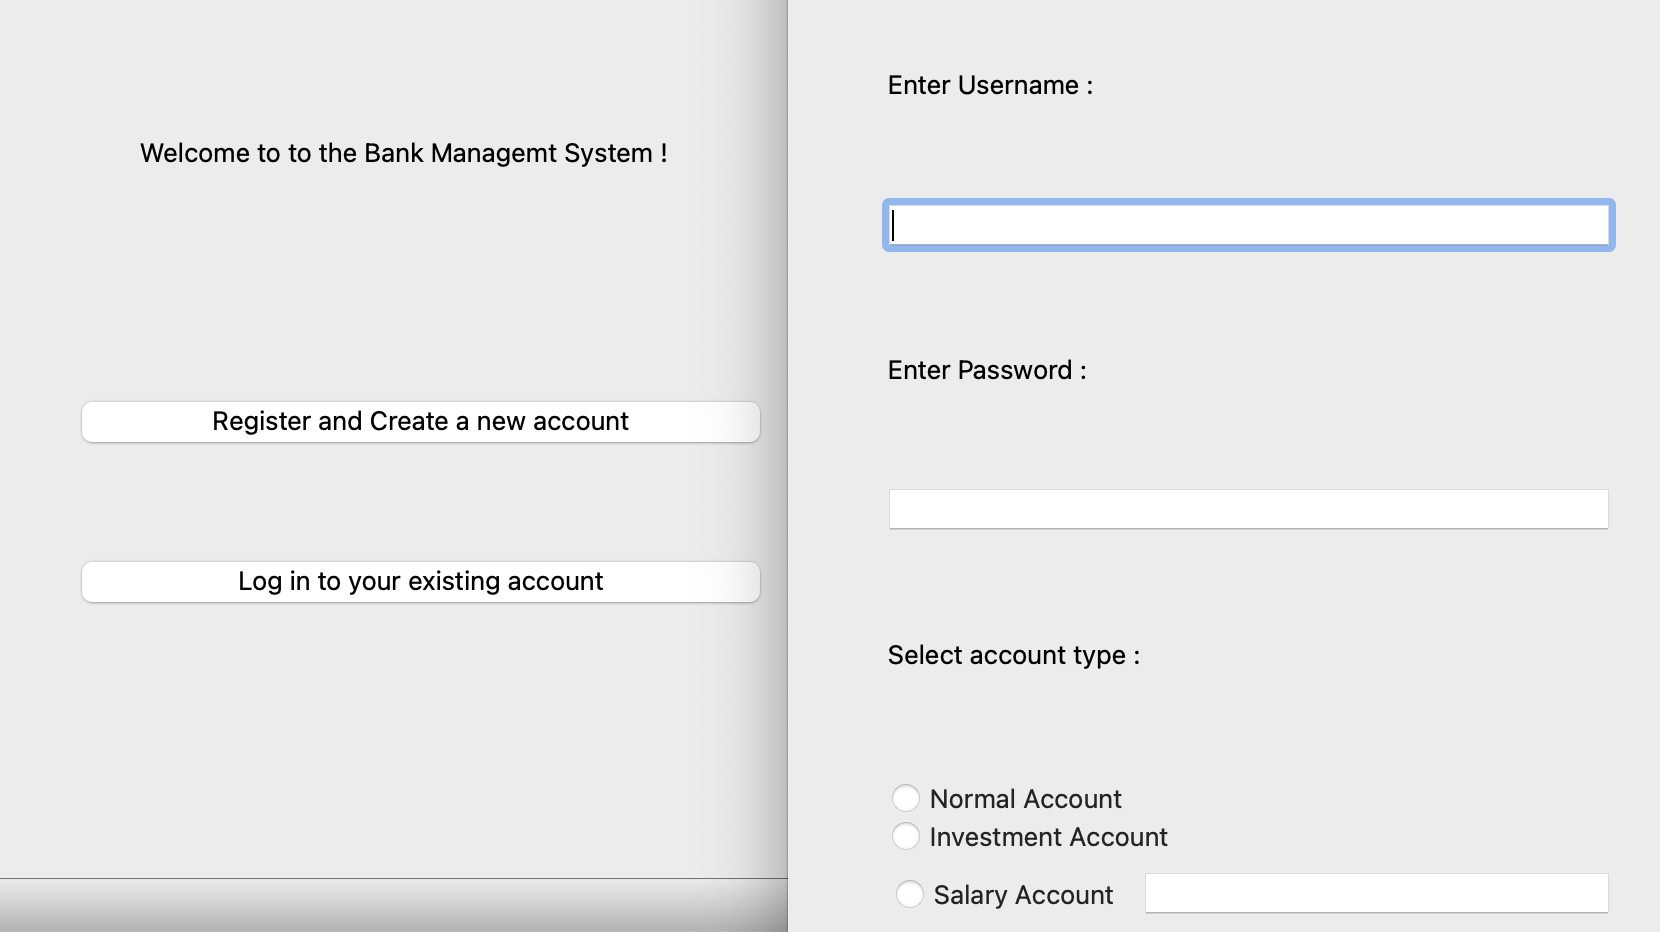 Welcome to to the Bank Managemt System !
Register and Create a new account
Log in to your existing account
Enter Username :
Enter Password :
Select account type :
Normal Account
Investment Account
Salary Account